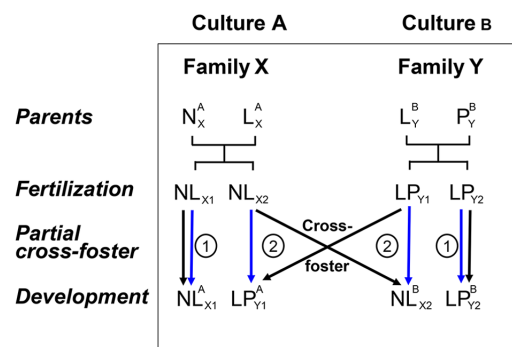 Culture A Culture B
Family X Family Y
Parents N^A_X L^A_X L^B_Y P^B_Y
Fertilization NL_X1 NL_X2 LP_Y1 LP_Y2
Partial
cross-foster 1 2 Cross-foster 2 1
Development NL^A_X1 LP^A_Y1 NL^B_X2 LP^B_Y2